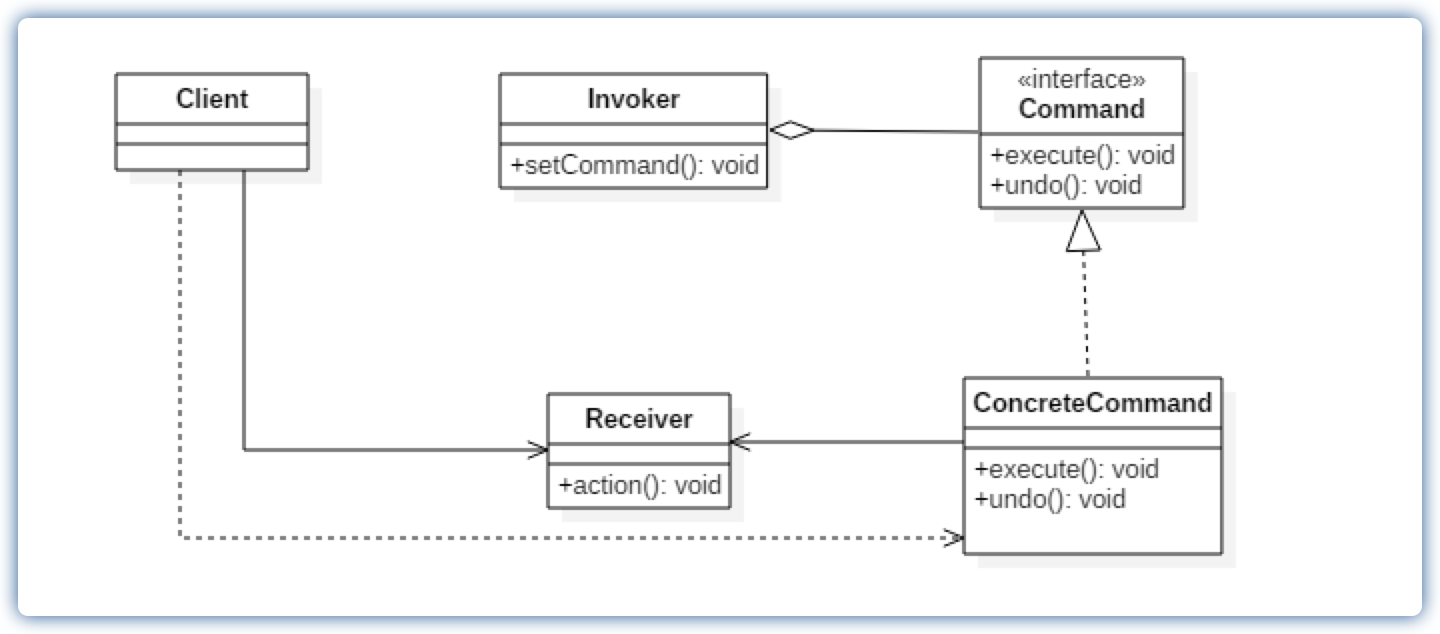 Client
Invoker
+setCommand(): void
«interface»
Command
+execute(): void
+undo(): void
Receiver
+action(): void
ConcreteCommand
+execute(): void
+undo(): void